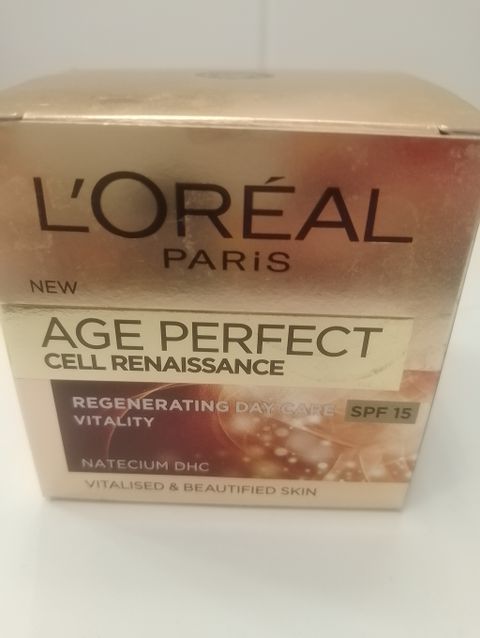 L'ORÉAL
PARiS
NEW
AGE PERFECT
CELL RENAISSANCE
REGENERATING DAY CARE SPF 15
VITALITY
NATECIUM DHC
VITALISED & BEAUTIFIED SKIN